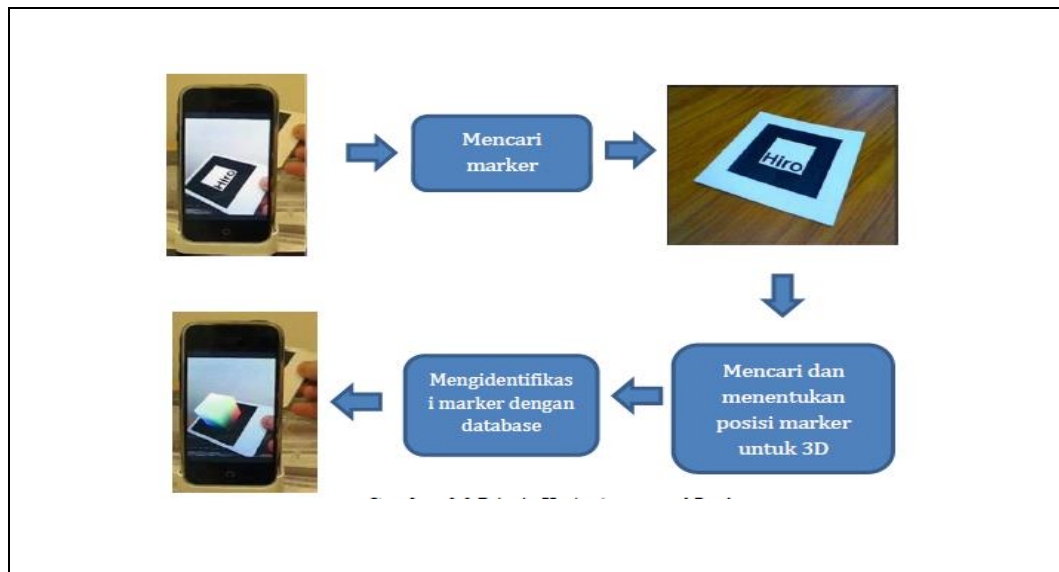 Mencari
marker
Hiro
Hiro
Mencari dan
menentukan
posisi marker
untuk 3D
Mengidentifikas
i marker dengan
database